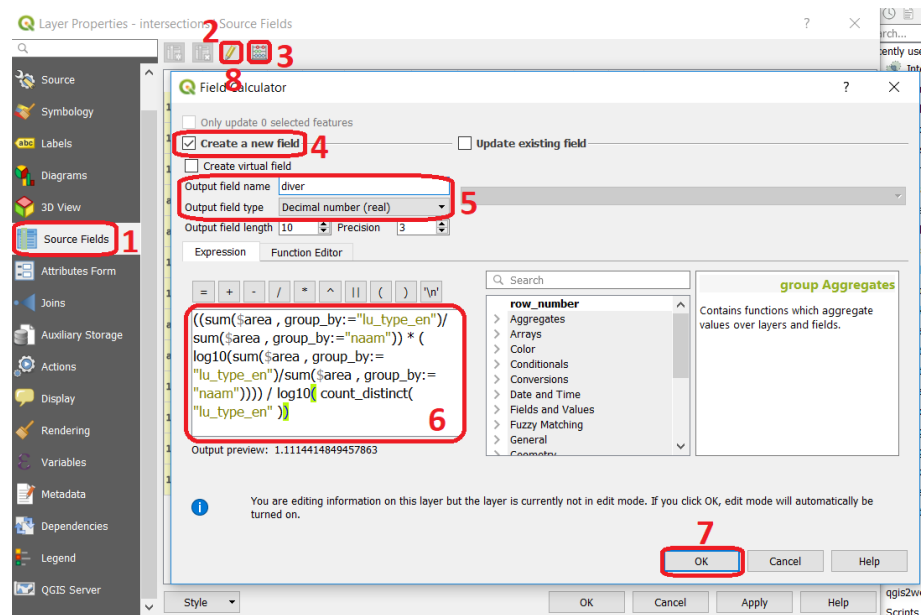 Layer Properties - intersections - Source Fields
?
2
3
8
Source
Symbology
Labels
Diagrams
3D View
Source Fields
1
Attributes Form
Joins
Auxiliary Storage
Actions
Display
Rendering
Variables
Metadata
Dependencies
Legend
QGIS Server
Field Calculator
?
Only update 0 selected features
Create a new field
4
Update existing field
Create virtual field
Output field name diver
Output field type Decimal number (real)
5
Output field length 10 Precision 3
Expression Function Editor
= + - / * ^ || ( ) '\n'
Search
group Aggregates
((sum($area , group_by:="lu_type_en")/
sum($area , group_by:="naam")) * (
log10(sum($area , group_by:=
"lu_type_en")/sum($area , group_by:=
"naam")))) / log10( count_distinct(
"lu_type_en" ))
6
row_number
Aggregates
Arrays
Color
Conditionals
Conversions
Date and Time
Fields and Values
Fuzzy Matching
General
Geometry
Contains functions which aggregate
values over layers and fields.
Output preview: 1.1114414849457863
You are editing information on this layer but the layer is currently not in edit mode. If you click OK, edit mode will automatically be
turned on.
7
OK Cancel Help
Style OK Cancel Apply Help
qgis2w
Scripts